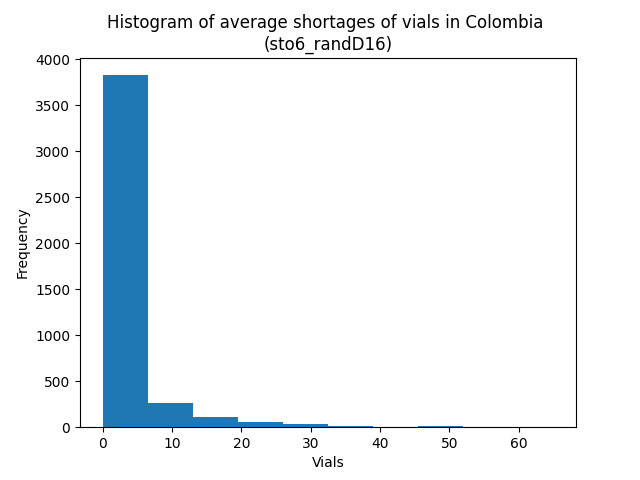 Histogram of average shortages of vials in Colombia
(sto6_randD16)
4000
3500
3000
2500
2000
1500
1000
500
0
Frequency
0 10 20 30 40 50 60
Vials